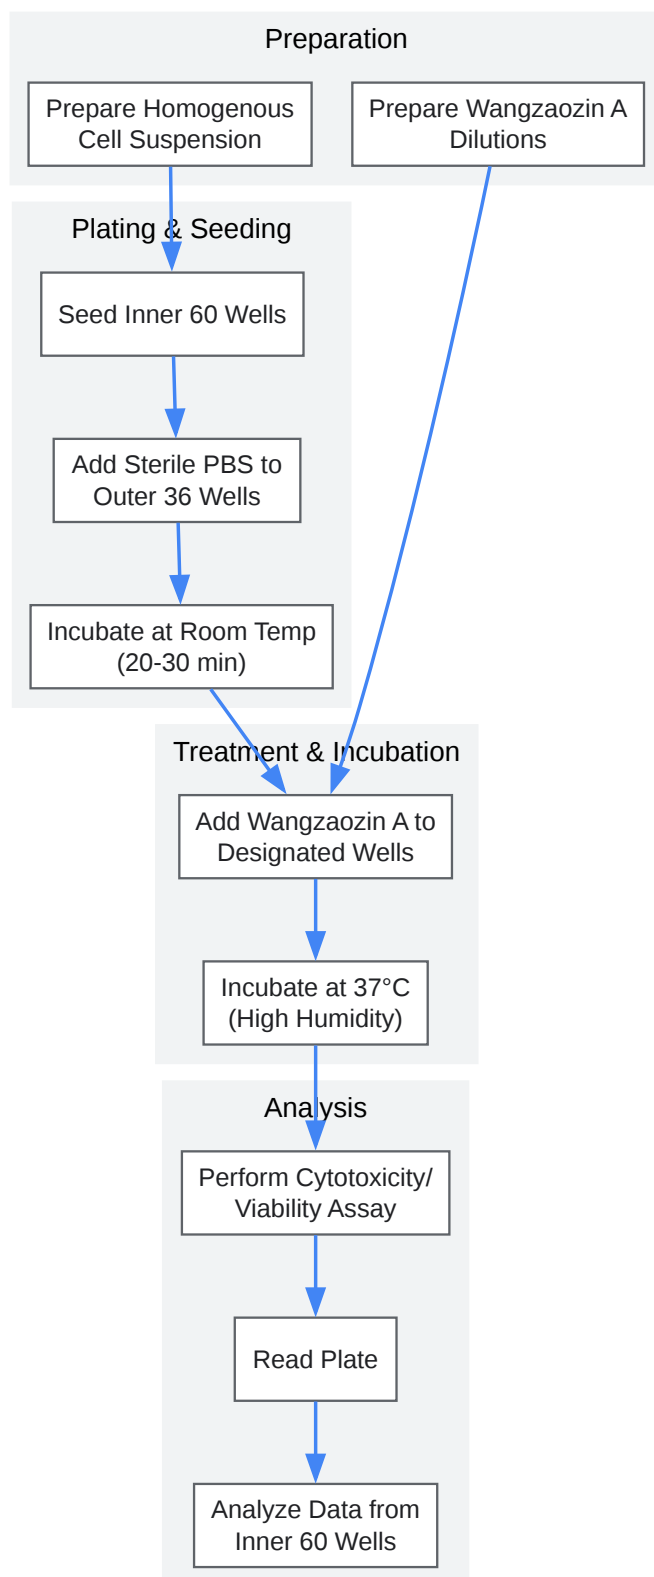 Preparation
Prepare Homogenous
Cell Suspension
Prepare Wangzaozin A
Dilutions
Plating & Seeding
Seed Inner 60 Wells
Add Sterile PBS to
Outer 36 Wells
Incubate at Room Temp
(20-30 min)
Treatment & Incubation
Add Wangzaozin A to
Designated Wells
Incubate at 37°C
(High Humidity)
Analysis
Perform Cytotoxicity/
Viability Assay
Read Plate
Analyze Data from
Inner 60 Wells